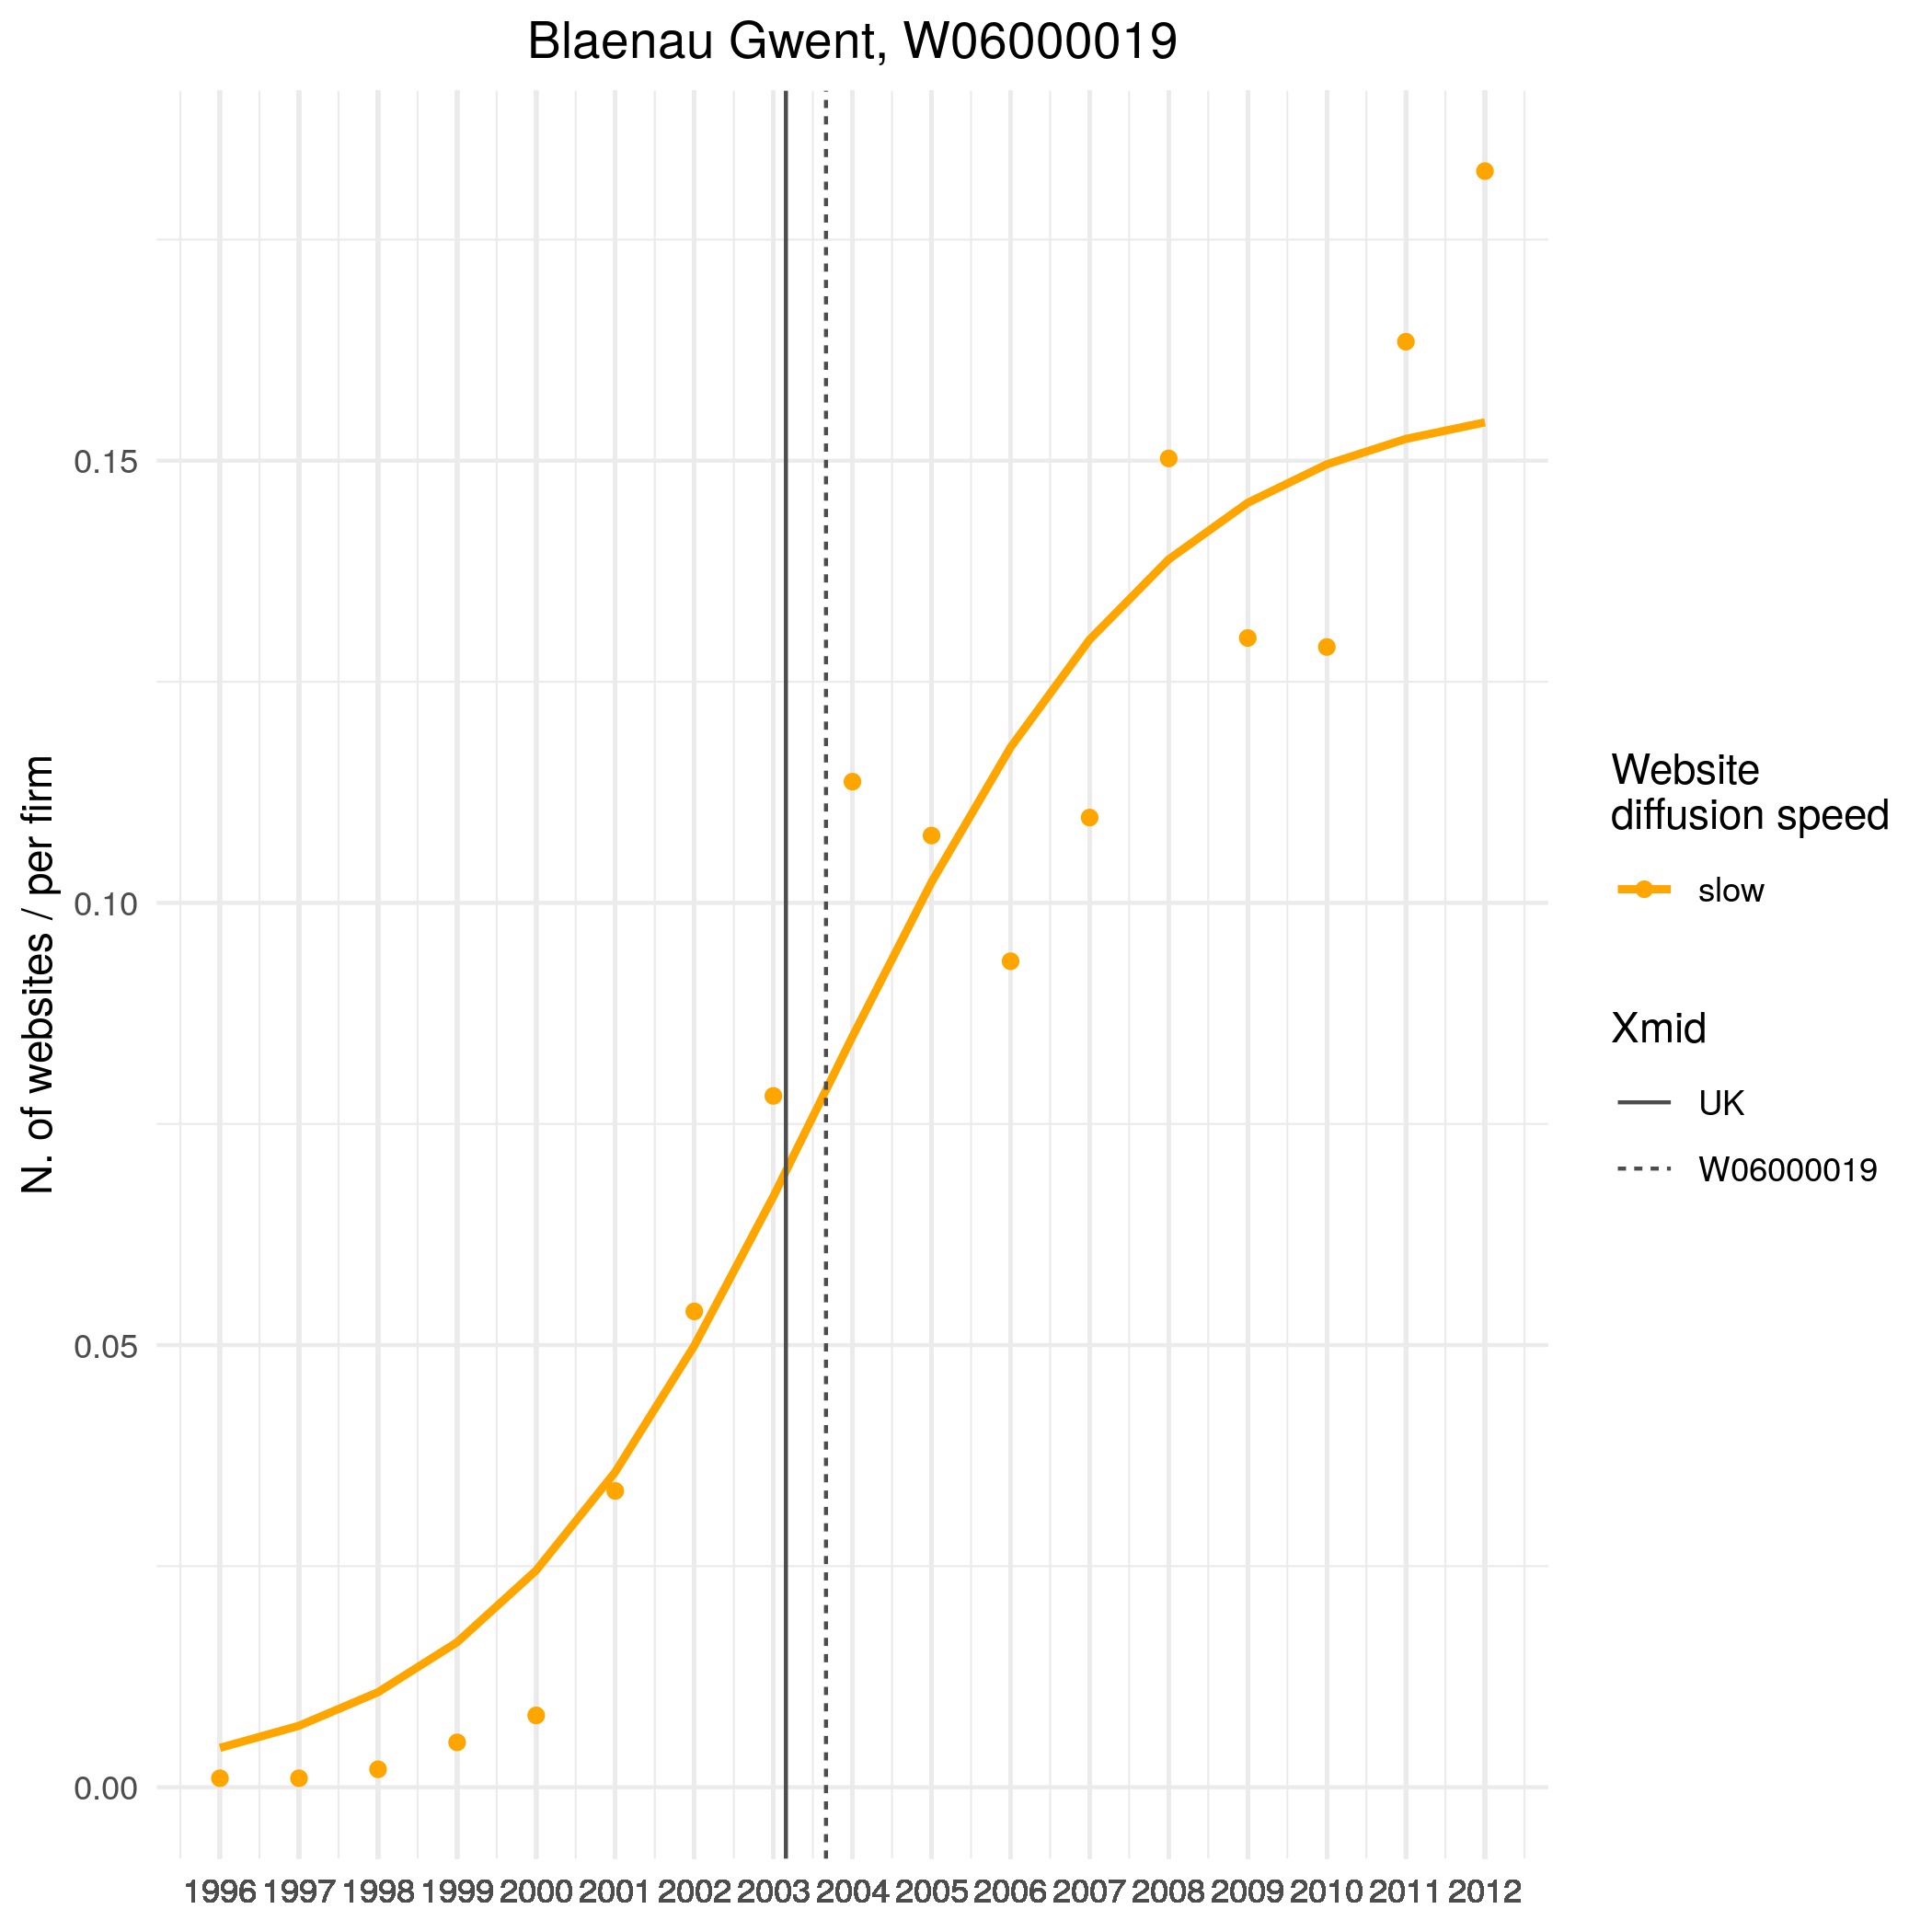 Blaenau Gwent, W06000019
N. of websites / per firm
0.15
0.10
0.05
0.00
1996 1997 1998 1999 2000 2001 2002 2003 2004 2005 2006 2007 2008 2009 2010 2011 2012
Website
diffusion speed
slow
Xmid
UK
W06000019